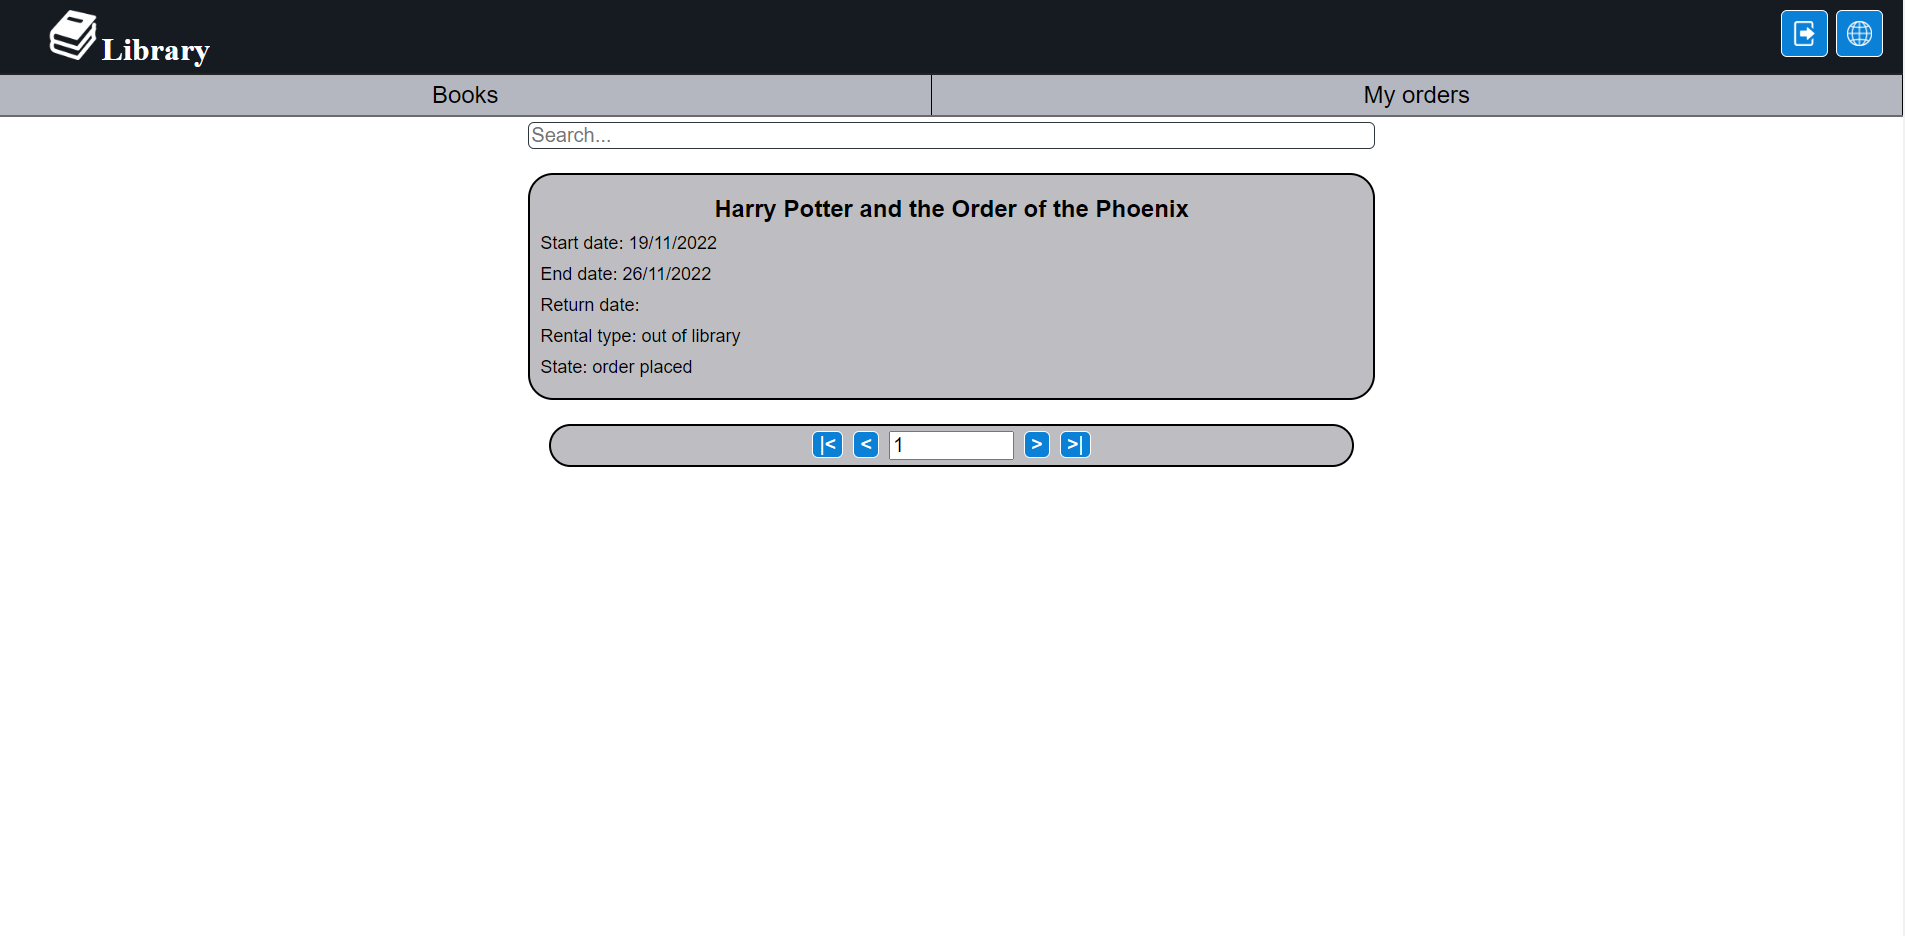 Library
Books
My orders
Search...
Harry Potter and the Order of the Phoenix
Start date: 19/11/2022
End date: 26/11/2022
Return date:
Rental type: out of library
State: order placed
|< < 1 > >|